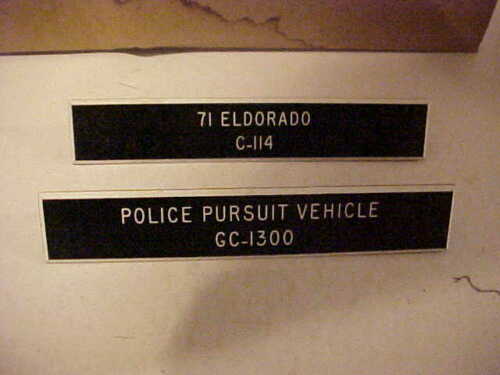 71 ELDORADO
C-114
POLICE PURSUIT VEHICLE
GC-1300